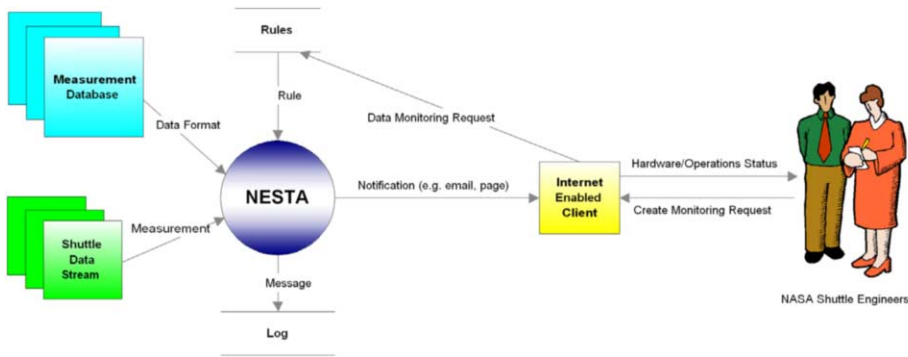 Rules
Measurement
Database
Rule
Data Format
Data Monitoring Request
NESTA
Notification (e.g. email, page)
Internet
Enabled
Client
Hardware/Operations Status
Create Monitoring Request
Measurement
Shuttle
Data
Stream
Message
NASA Shuttle Engineers
Log